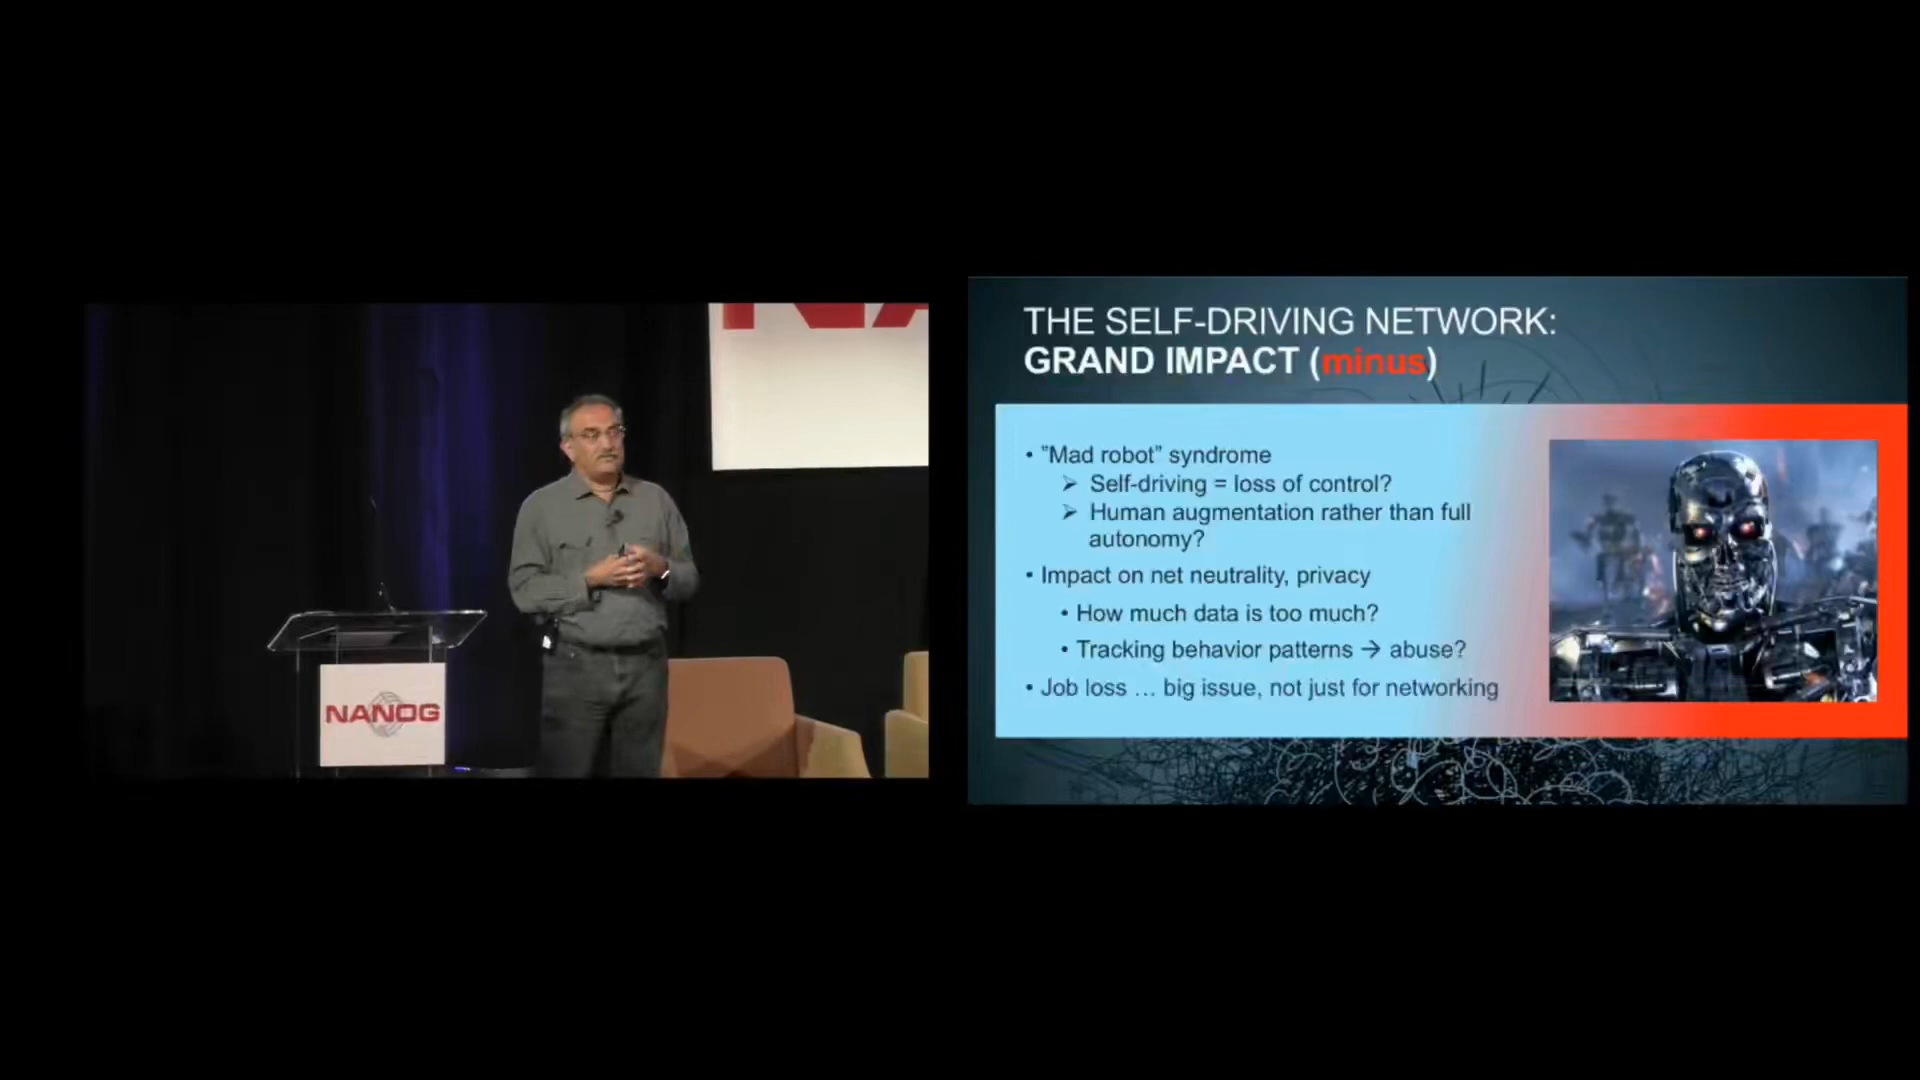 NANOG
THE SELF-DRIVING NETWORK:
GRAND IMPACT (minus)
• "Mad robot" syndrome
➢ Self-driving = loss of control?
➢ Human augmentation rather than full
autonomy?
• Impact on net neutrality, privacy
• How much data is too much?
• Tracking behavior patterns → abuse?
• Job loss … big issue, not just for networking